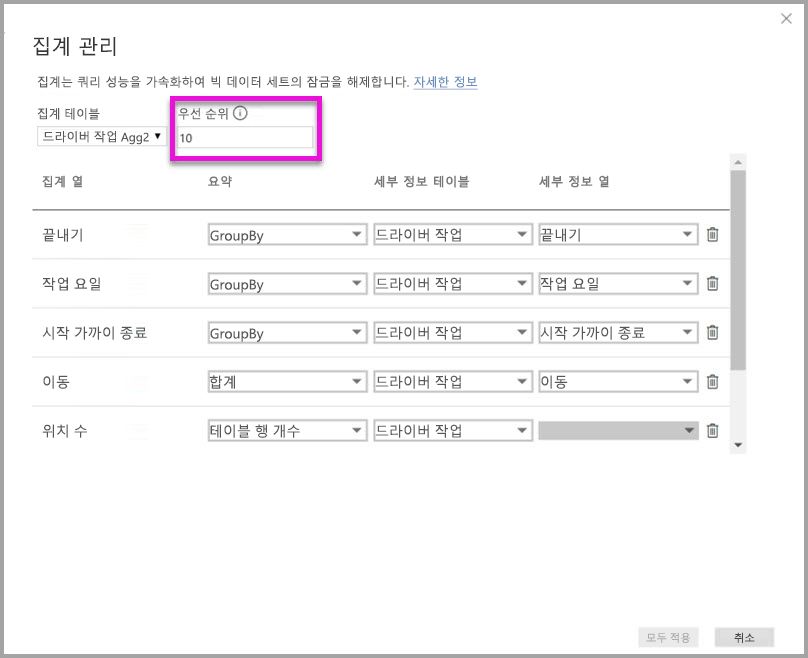 집계 관리
집계는 쿼리 성능을 가속화하여 빅 데이터 세트의 잠금을 해제합니다. 자세한 정보
집계 테이블 우선 순위
드라이버 작업 Agg2 10
집계 열 요약 세부 정보 테이블 세부 정보 열
끝내기 GroupBy 드라이버 작업 끝내기
작업 요일 GroupBy 드라이버 작업 작업 요일
시작 가까이 종료 GroupBy 드라이버 작업 시작 가까이 종료
이동 합계 드라이버 작업 이동
위치 수 테이블 행 개수 드라이버 작업
모두 적용 취소